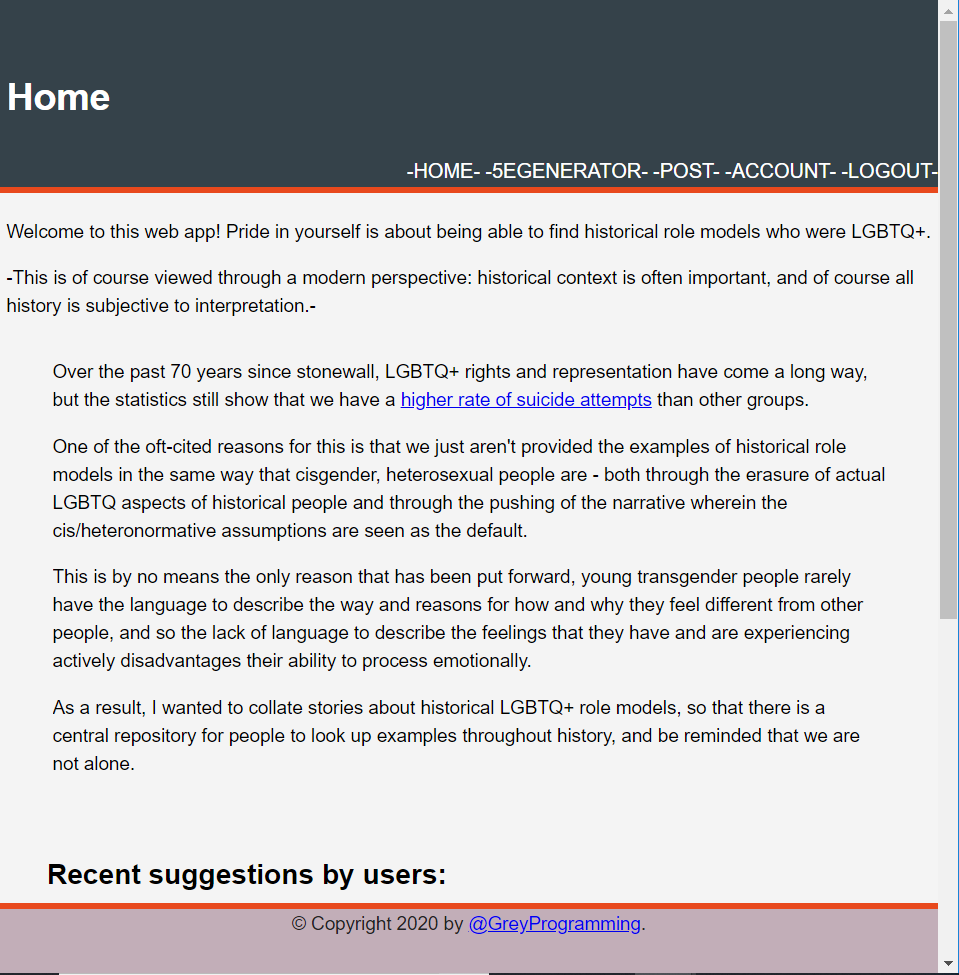 Home
-HOME- -5EGENERATOR- -POST- -ACCOUNT- -LOGOUT-
Welcome to this web app! Pride in yourself is about being able to find historical role models who were LGBTQ+.
-This is of course viewed through a modern perspective: historical context is often important, and of course all
history is subjective to interpretation.-
Over the past 70 years since stonewall, LGBTQ+ rights and representation have come a long way,
but the statistics still show that we have a higher rate of suicide attempts than other groups.
One of the oft-cited reasons for this is that we just aren't provided the examples of historical role
models in the same way that cisgender, heterosexual people are - both through the erasure of actual
LGBTQ aspects of historical people and through the pushing of the narrative wherein the
cis/heteronormative assumptions are seen as the default.
This is by no means the only reason that has been put forward, young transgender people rarely
have the language to describe the way and reasons for how and why they feel different from other
people, and so the lack of language to describe the feelings that they have and are experiencing
actively disadvantages their ability to process emotionally.
As a result, I wanted to collate stories about historical LGBTQ+ role models, so that there is a
central repository for people to look up examples throughout history, and be reminded that we are
not alone.
Recent suggestions by users:
© Copyright 2020 by @GreyProgramming.